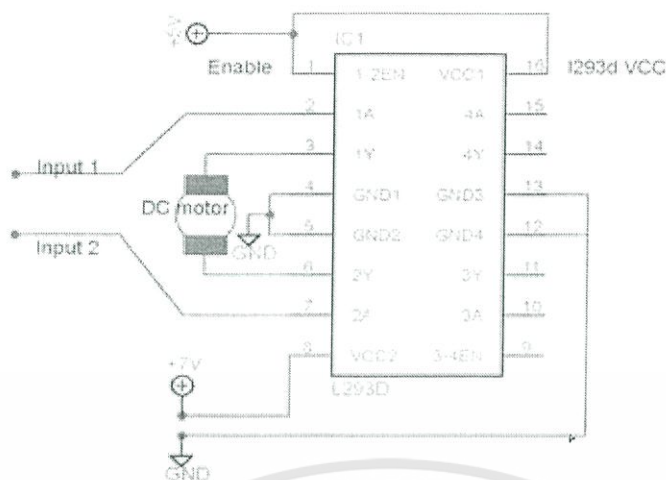 +5V
IC1
Enable 1 1-2EN VCC1 16 l293d VCC
2 1A 4A 15
3 1Y 4Y 14
Input 1
4 GND1 GND3 13
DC motor
5 GND2 GND4 12
Input 2
GND
6 2Y 3Y 11
7 2A 3A 10
8 VCC2 3-4EN 9
+7V
L293D
GND